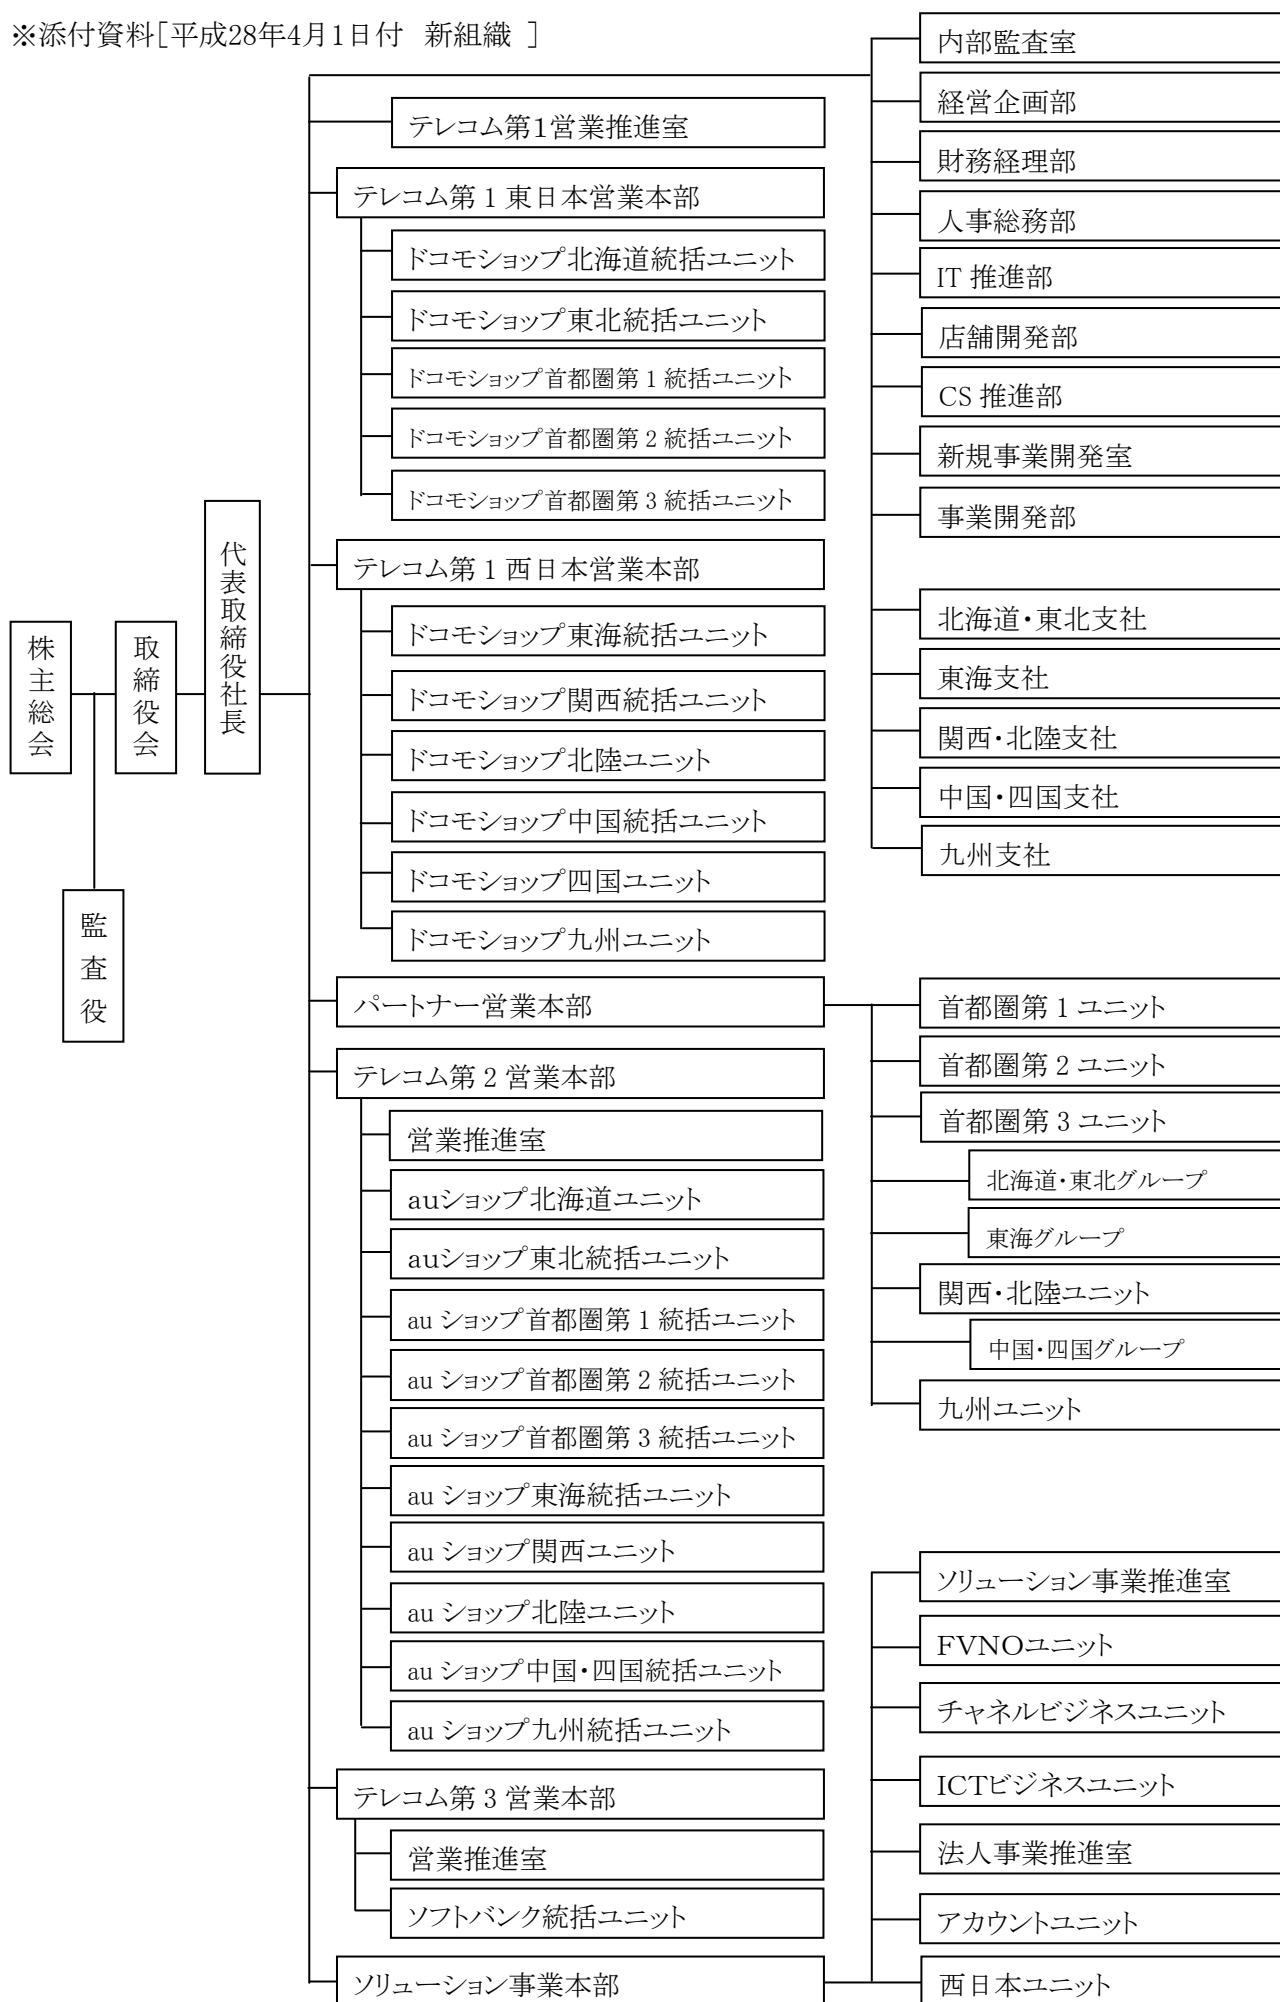 ※添付資料[平成28年4月1日付 新組織 ]
株主総会
取締役会
代表取締役社長
監査役
テレコム第1営業推進室
テレコム第1東日本営業本部
ドコモショップ北海道統括ユニット
ドコモショップ東北統括ユニット
ドコモショップ首都圏第1統括ユニット
ドコモショップ首都圏第2統括ユニット
ドコモショップ首都圏第3統括ユニット
テレコム第1西日本営業本部
ドコモショップ東海統括ユニット
ドコモショップ関西統括ユニット
ドコモショップ北陸ユニット
ドコモショップ中国統括ユニット
ドコモショップ四国ユニット
ドコモショップ九州ユニット
パートナー営業本部
テレコム第2営業本部
営業推進室
auショップ北海道ユニット
auショップ東北統括ユニット
au ショップ首都圏第1統括ユニット
au ショップ首都圏第2統括ユニット
au ショップ首都圏第3統括ユニット
au ショップ東海統括ユニット
au ショップ関西ユニット
au ショップ北陸ユニット
au ショップ中国・四国統括ユニット
au ショップ九州統括ユニット
テレコム第3営業本部
営業推進室
ソフトバンク統括ユニット
ソリューション事業本部
内部監査室
経営企画部
財務経理部
人事総務部
IT 推進部
店舗開発部
CS 推進部
新規事業開発室
事業開発部
北海道・東北支社
東海支社
関西・北陸支社
中国・四国支社
九州支社
首都圏第1ユニット
首都圏第2ユニット
首都圏第3ユニット
北海道・東北グループ
東海グループ
関西・北陸ユニット
中国・四国グループ
九州ユニット
ソリューション事業推進室
FVNOユニット
チャネルビジネスユニット
ICTビジネスユニット
法人事業推進室
アカウントユニット
西日本ユニット